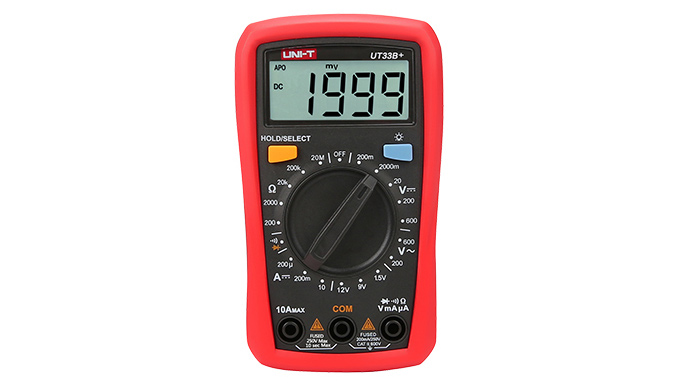 UNI-T UT33B+
APO mV
DC 1999
HOLD/SELECT
OFF
20M 200m
200k 2000m
20k 20
Ω V⎓
2000 200
200 600
600
200µ V~
A⎓ 200m 200
10 12V 9V 1.5V
10AMAX COM VmAµA
Ω
FUSED FUSED
250V Max 200mA/250V
10 sec Max CAT II 600V